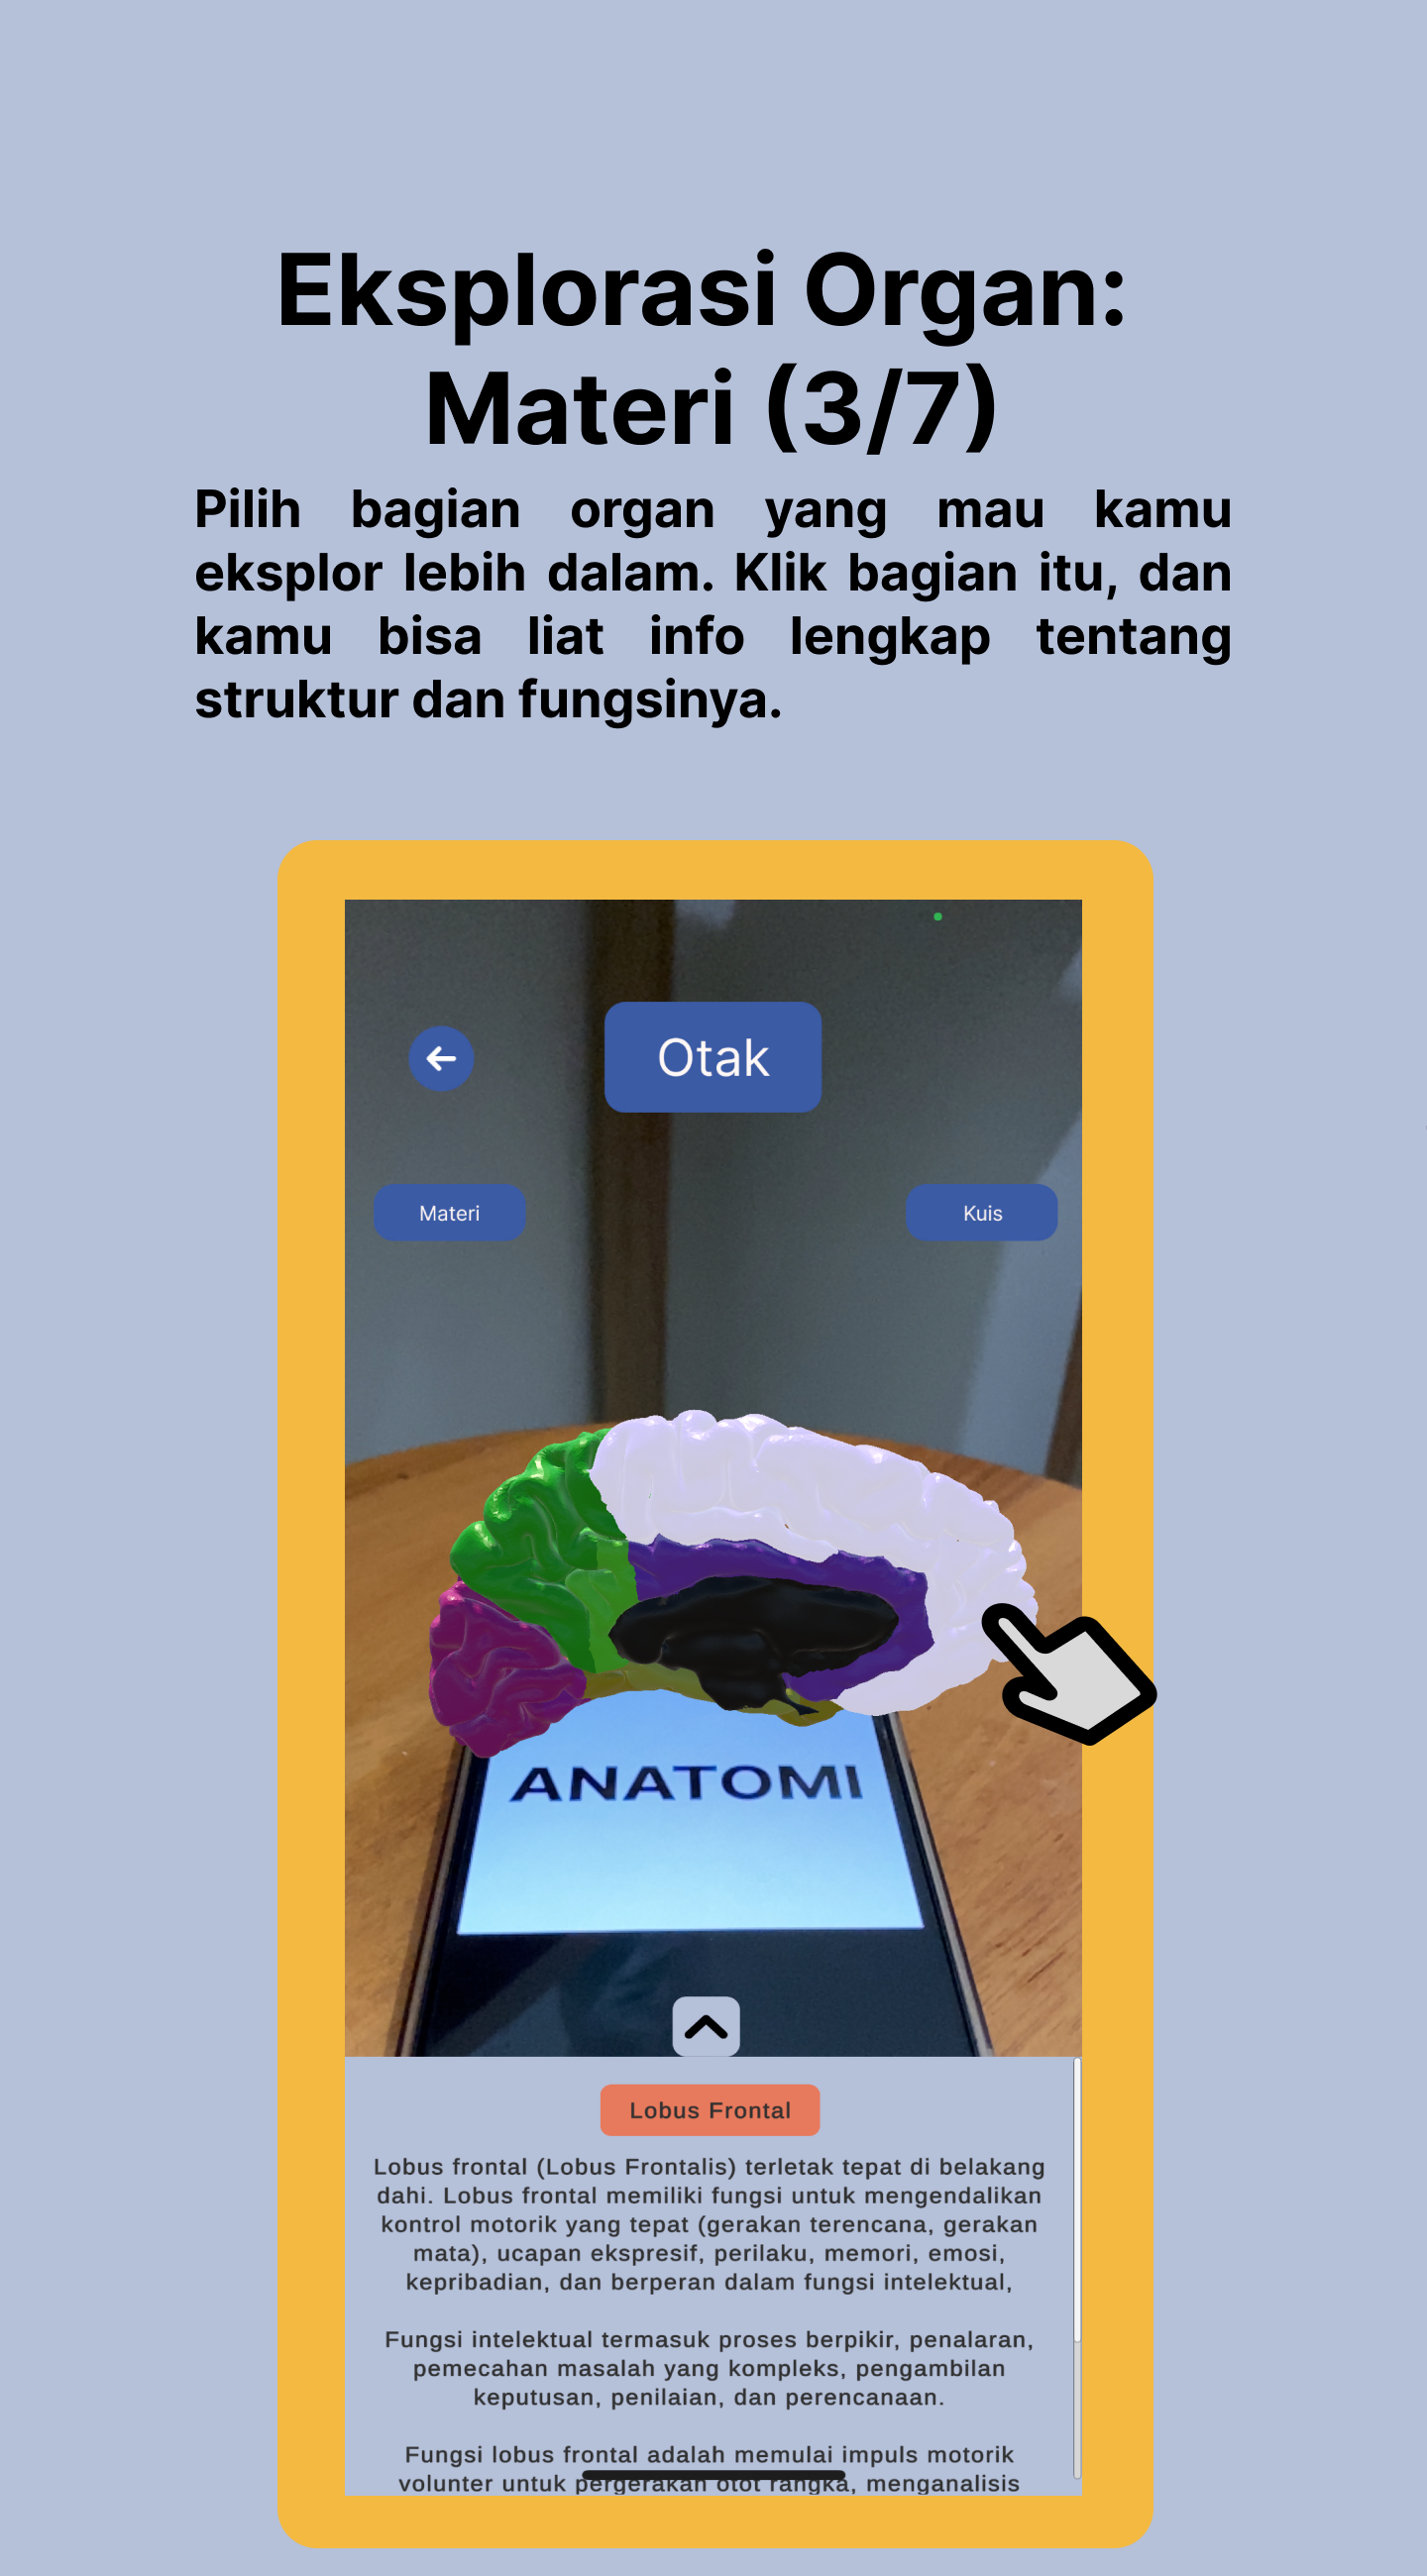 Eksplorasi Organ:
Materi (3/7)
Pilih bagian organ yang mau kamu
eksplor lebih dalam. Klik bagian itu, dan
kamu bisa liat info lengkap tentang
struktur dan fungsinya.
Otak
Materi
Kuis
ANATOMI
Lobus Frontal
Lobus frontal (Lobus Frontalis) terletak tepat di belakang
dahi. Lobus frontal memiliki fungsi untuk mengendalikan
kontrol motorik yang tepat (gerakan terencana, gerakan
mata), ucapan ekspresif, perilaku, memori, emosi,
kepribadian, dan berperan dalam fungsi intelektual,
Fungsi intelektual termasuk proses berpikir, penalaran,
pemecahan masalah yang kompleks, pengambilan
keputusan, penilaian, dan perencanaan.
Fungsi lobus frontal adalah memulai impuls motorik
volunter untuk pergerakan otot rangka, menganalisis